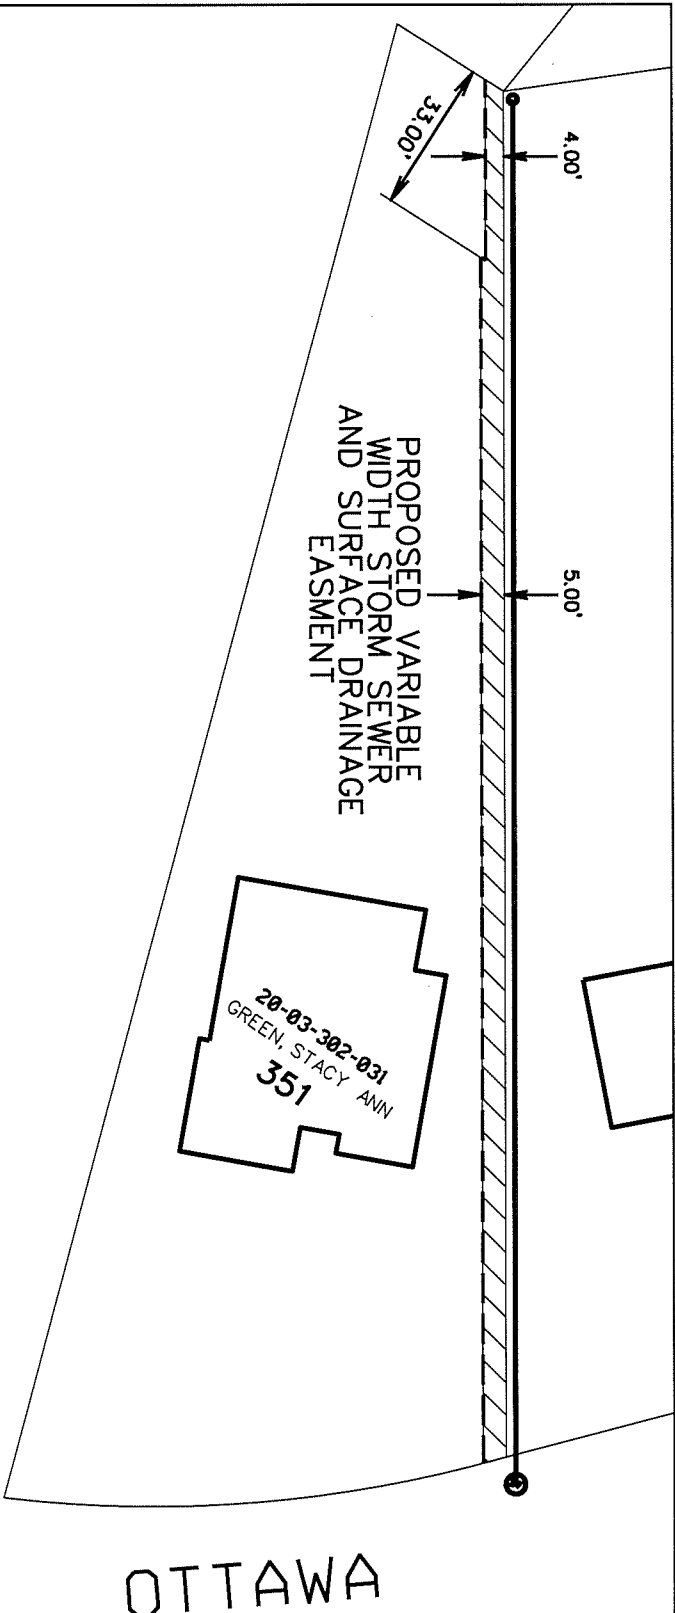 33.00'
4.00'
5.00'
PROPOSED VARIABLE
WIDTH STORM SEWER
AND SURFACE DRAINAGE
EASMENT
20-03-302-031
GREEN, STACY ANN
351
OTTAWA